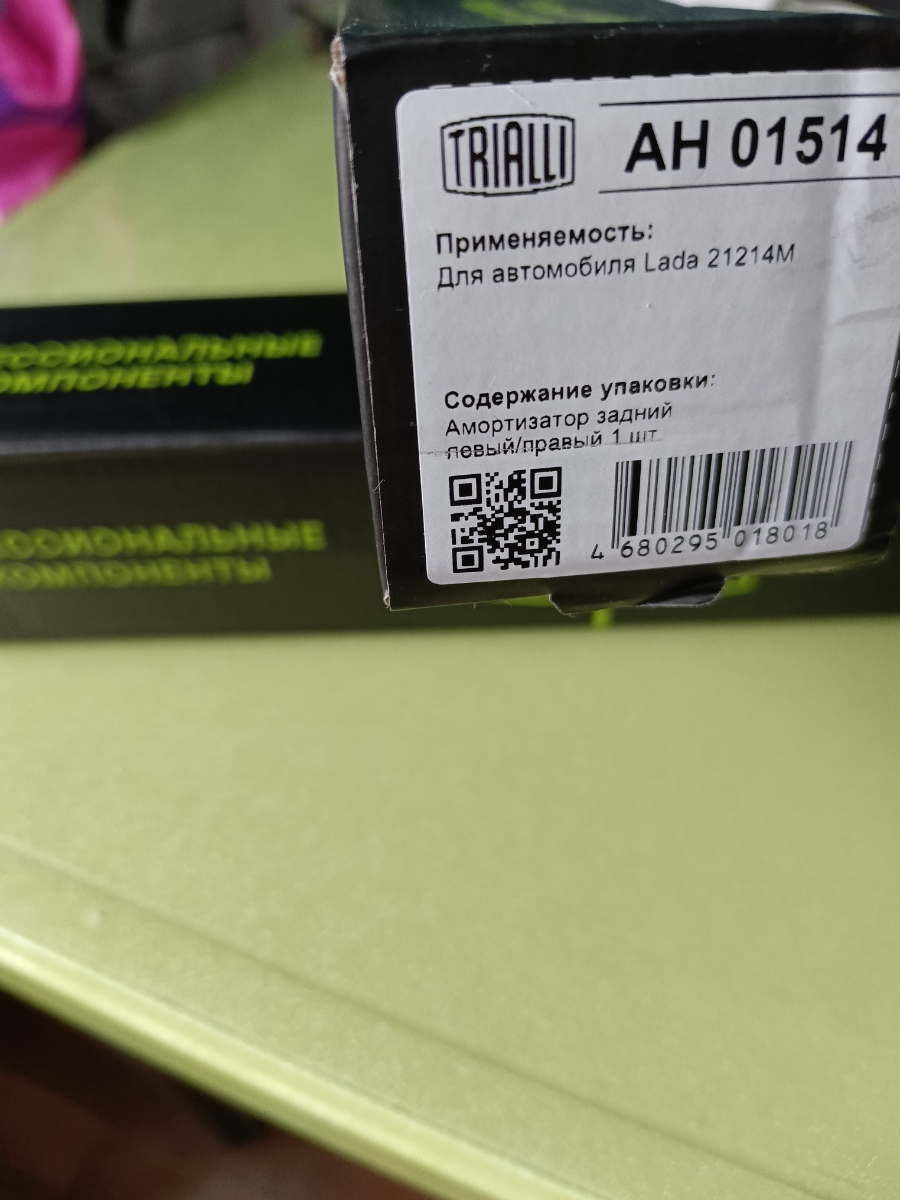 TRIALLI
AH 01514
Применяемость:
Для автомобиля Lada 21214M
Содержание упаковки:
Амортизатор задний
левый/правый 1 шт
4 680295 018018
КОМПОНЕНТЫ